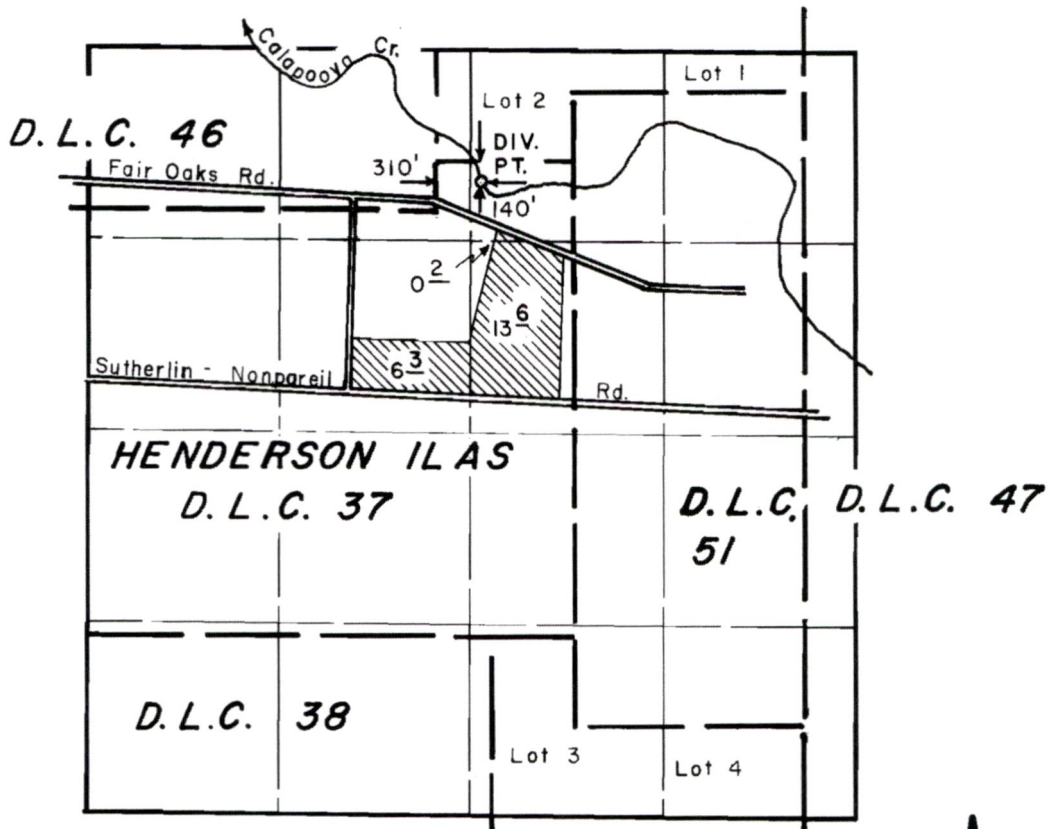 Calapooya Cr.
Lot 1
Lot 2
D.L.C. 46
DIV.
PT.
Fair Oaks Rd.
310'
140'
0 2
13 6
6 3
Sutherlin - Nonpareil Rd.
HENDERSON ILAS
D.L.C. 37
D.L.C. D.L.C. 47
51
D.L.C. 38
Lot 3
Lot 4